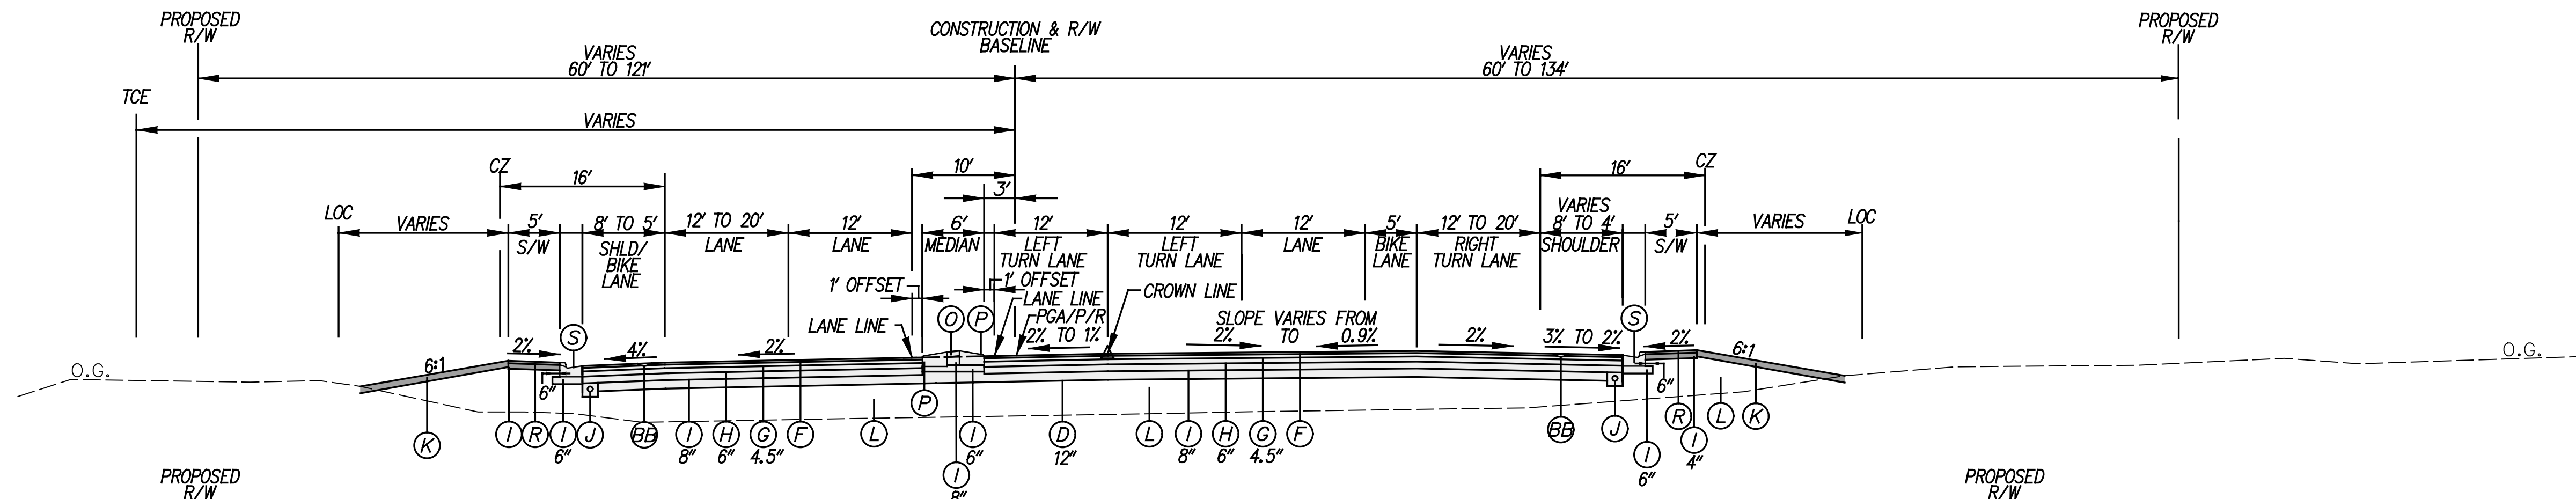 PROPOSED
R/W
CONSTRUCTION & R/W
BASELINE
PROPOSED
R/W
VARIES
60' TO 121'
VARIES
60' TO 134'
TCE
VARIES
CZ
16'
10'
3'
16'
CZ
LOC
VARIES
5'
S/W
8' TO 5'
SHLD/
BIKE
LANE
12' TO 20'
LANE
12'
LANE
6'
MEDIAN
12'
LEFT
TURN LANE
12'
LEFT
TURN LANE
12'
LANE
5'
BIKE
LANE
12' TO 20'
RIGHT
TURN LANE
VARIES
8' TO 4'
SHOULDER
5'
S/W
VARIES
LOC
1' OFFSET
1' OFFSET
LANE LINE
LANE LINE
PGA/P/R
CROWN LINE
O
P
S
S
O.G.
6:1
2%
4%
2%
2% TO 1%
SLOPE VARIES FROM
2% TO 0.9%
2%
3% TO 2%
2%
6:1
O.G.
6"
6"
K
I
R
I
6"
J
BB
I
8"
H
6"
G
4.5"
F
L
P
I
8"
I
6"
D
12"
L
I
8"
H
6"
G
4.5"
F
BB
J
I
6"
R
I
4"
L
K
PROPOSED
R/W
PROPOSED
R/W